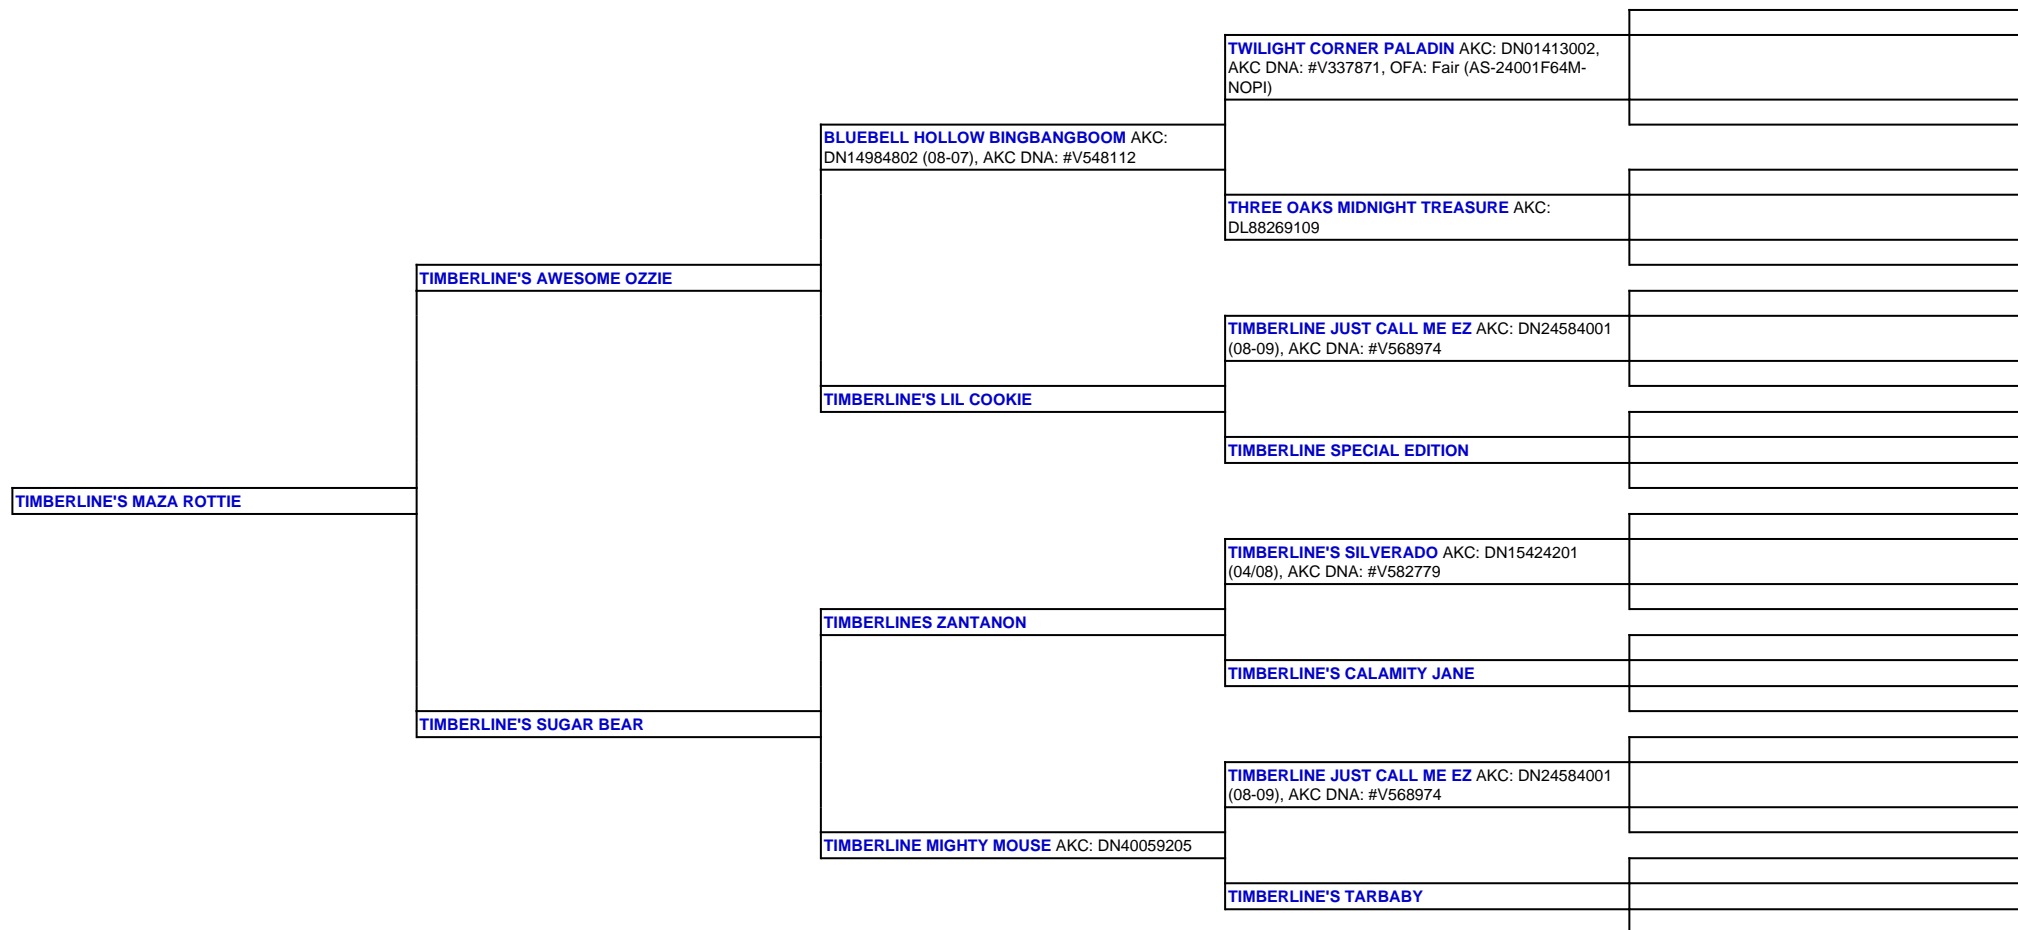 TWILIGHT CORNER PALADIN AKC: DN01413002,
AKC DNA: #V337871, OFA: Fair (AS-24001F64M-
NOPI)
BLUEBELL HOLLOW BINGBANGBOOM AKC:
DN14984802 (08-07), AKC DNA: #V548112
THREE OAKS MIDNIGHT TREASURE AKC:
DL88269109
TIMBERLINE'S AWESOME OZZIE
TIMBERLINE JUST CALL ME EZ AKC: DN24584001
(08-09), AKC DNA: #V568974
TIMBERLINE'S LIL COOKIE
TIMBERLINE SPECIAL EDITION
TIMBERLINE'S MAZA ROTTIE
TIMBERLINE'S SILVERADO AKC: DN15424201
(04/08), AKC DNA: #V582779
TIMBERLINES ZANTANON
TIMBERLINE'S CALAMITY JANE
TIMBERLINE'S SUGAR BEAR
TIMBERLINE JUST CALL ME EZ AKC: DN24584001
(08-09), AKC DNA: #V568974
TIMBERLINE MIGHTY MOUSE AKC: DN40059205
TIMBERLINE'S TARBABY